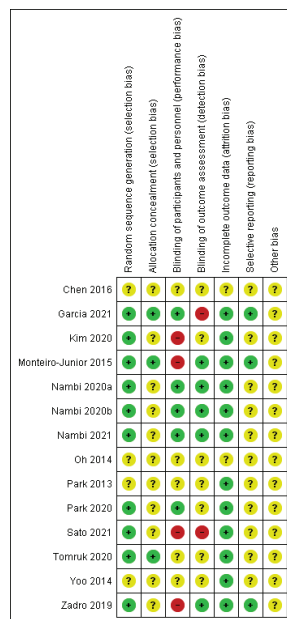 Random sequence generation (selection bias)
Allocation concealment (selection bias)
Blinding of participants and personnel (performance bias)
Blinding of outcome assessment (detection bias)
Incomplete outcome data (attrition bias)
Selective reporting (reporting bias)
Other bias
Chen 2016 ? ? ? ? ? ? ?
Garcia 2021 + + + - + + ?
Kim 2020 + ? - ? + ? ?
Monteiro-Junior 2015 + + - + + + ?
Nambi 2020a + ? + + + ? ?
Nambi 2020b + ? + + + ? ?
Nambi 2021 + ? + + + ? ?
Oh 2014 ? ? ? ? ? ? ?
Park 2013 ? ? ? ? + ? ?
Park 2020 + ? + ? + ? ?
Sato 2021 + ? - - + ? ?
Tomruk 2020 + + ? ? + ? ?
Yoo 2014 ? ? ? ? + ? ?
Zadro 2019 + ? - + + + ?